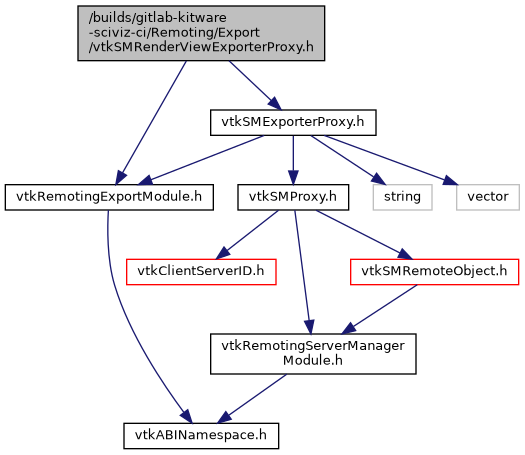 /builds/gitlab-kitware
-sciviz-ci/Remoting/Export
/vtkSMRenderViewExporterProxy.h
vtkSMExporterProxy.h
vtkRemotingExportModule.h
vtkSMProxy.h
string
vector
vtkClientServerID.h
vtkSMRemoteObject.h
vtkRemotingServerManager
Module.h
vtkABINamespace.h